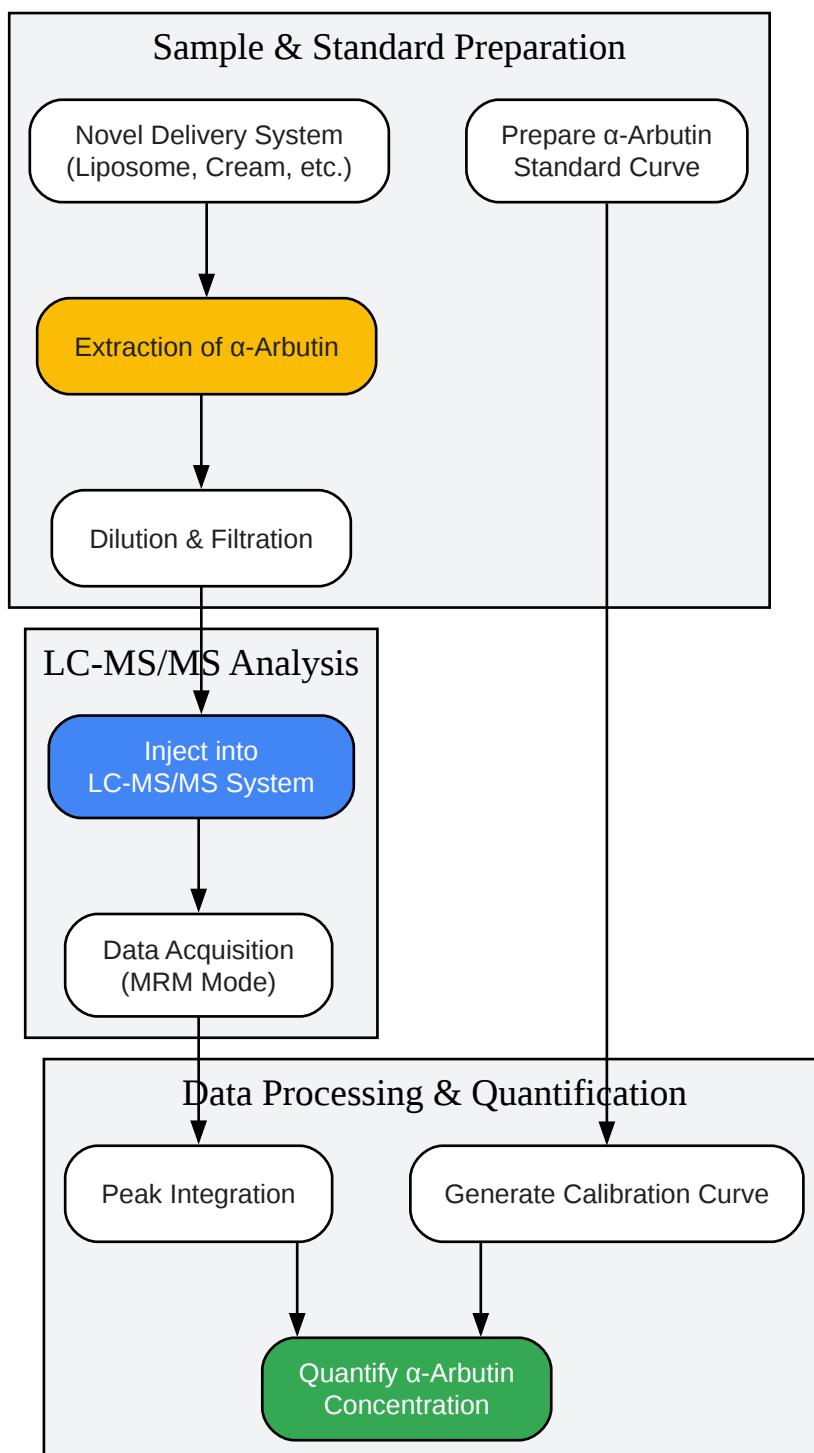 Sample & Standard Preparation
Novel Delivery System
(Liposome, Cream, etc.)
Prepare α-Arbutin
Standard Curve
Extraction of α-Arbutin
Dilution & Filtration
LC-MS/MS Analysis
Inject into
LC-MS/MS System
Data Acquisition
(MRM Mode)
Data Processing & Quantification
Peak Integration
Generate Calibration Curve
Quantify α-Arbutin
Concentration